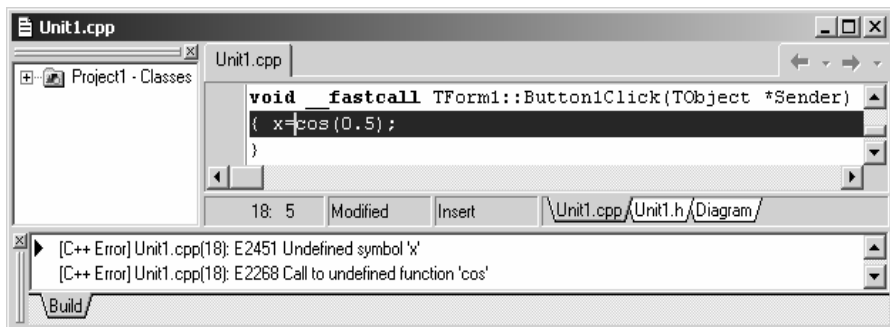 Unit1.cpp
Project1 - Classes
Unit1.cpp
void __fastcall TForm1::Button1Click(TObject *Sender)
{ x=cos(0.5);
}
18: 5 Modified Insert Unit1.cpp Unit1.h Diagram
[C++ Error] Unit1.cpp(18): E2451 Undefined symbol 'x'
[C++ Error] Unit1.cpp(18): E2268 Call to undefined function 'cos'
Build